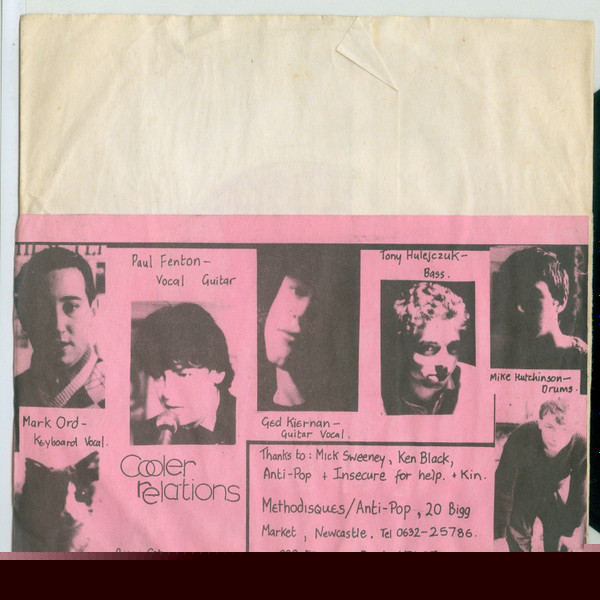 Paul Fenton—
Vocal Guitar
Tony Hulejczuk—
Bass.
Mike Hutchinson—
Drums.
Mark Ord-
Keyboard Vocal.
Ged Kiernan—
Guitar Vocal.
Cooler
relations
Thanks to: Mick Sweeney, Ken Black,
Anti-Pop + Insecure for help. + Kin.
Methodisques/Anti-Pop, 20 Bigg
Market, Newcastle. Tel 0632-25786.